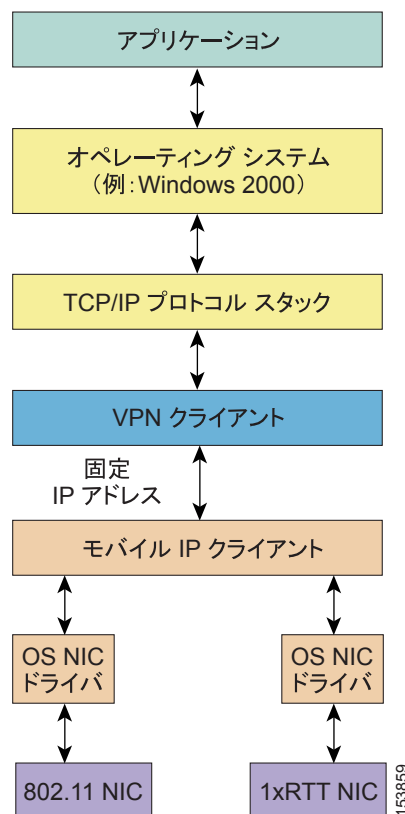 アプリケーション
オペレーティング システム
（例：Windows 2000）
TCP/IP プロトコル スタック
VPN クライアント
固定
IP アドレス
モバイル IP クライアント
OS NIC
ドライバ
OS NIC
ドライバ
802.11 NIC
1xRTT NIC
153859